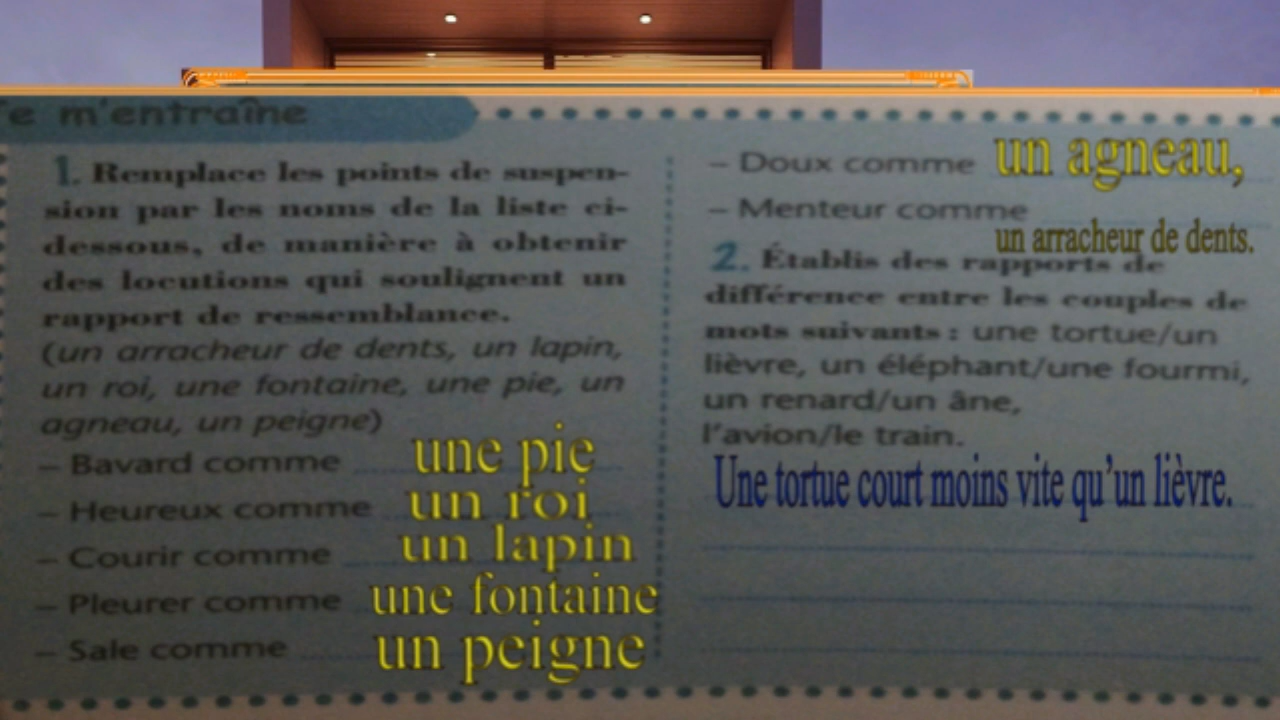 Je m'entraîne
1. Remplace les points de suspen-
sion par les noms de la liste ci-
dessous, de manière à obtenir
des locutions qui soulignent un
rapport de ressemblance.
(un arracheur de dents, un lapin,
un roi, une fontaine, une pie, un
agneau, un peigne)
– Bavard comme une pie
– Heureux comme un roi
– Courir comme un lapin
– Pleurer comme une fontaine
– Sale comme un peigne
– Doux comme un agneau,
– Menteur comme
un arracheur de dents.
2. Établis des rapports de
différence entre les couples de
mots suivants : une tortue/un
lièvre, un éléphant/une fourmi,
un renard/un âne,
l'avion/le train.
Une tortue court moins vite qu'un lièvre.